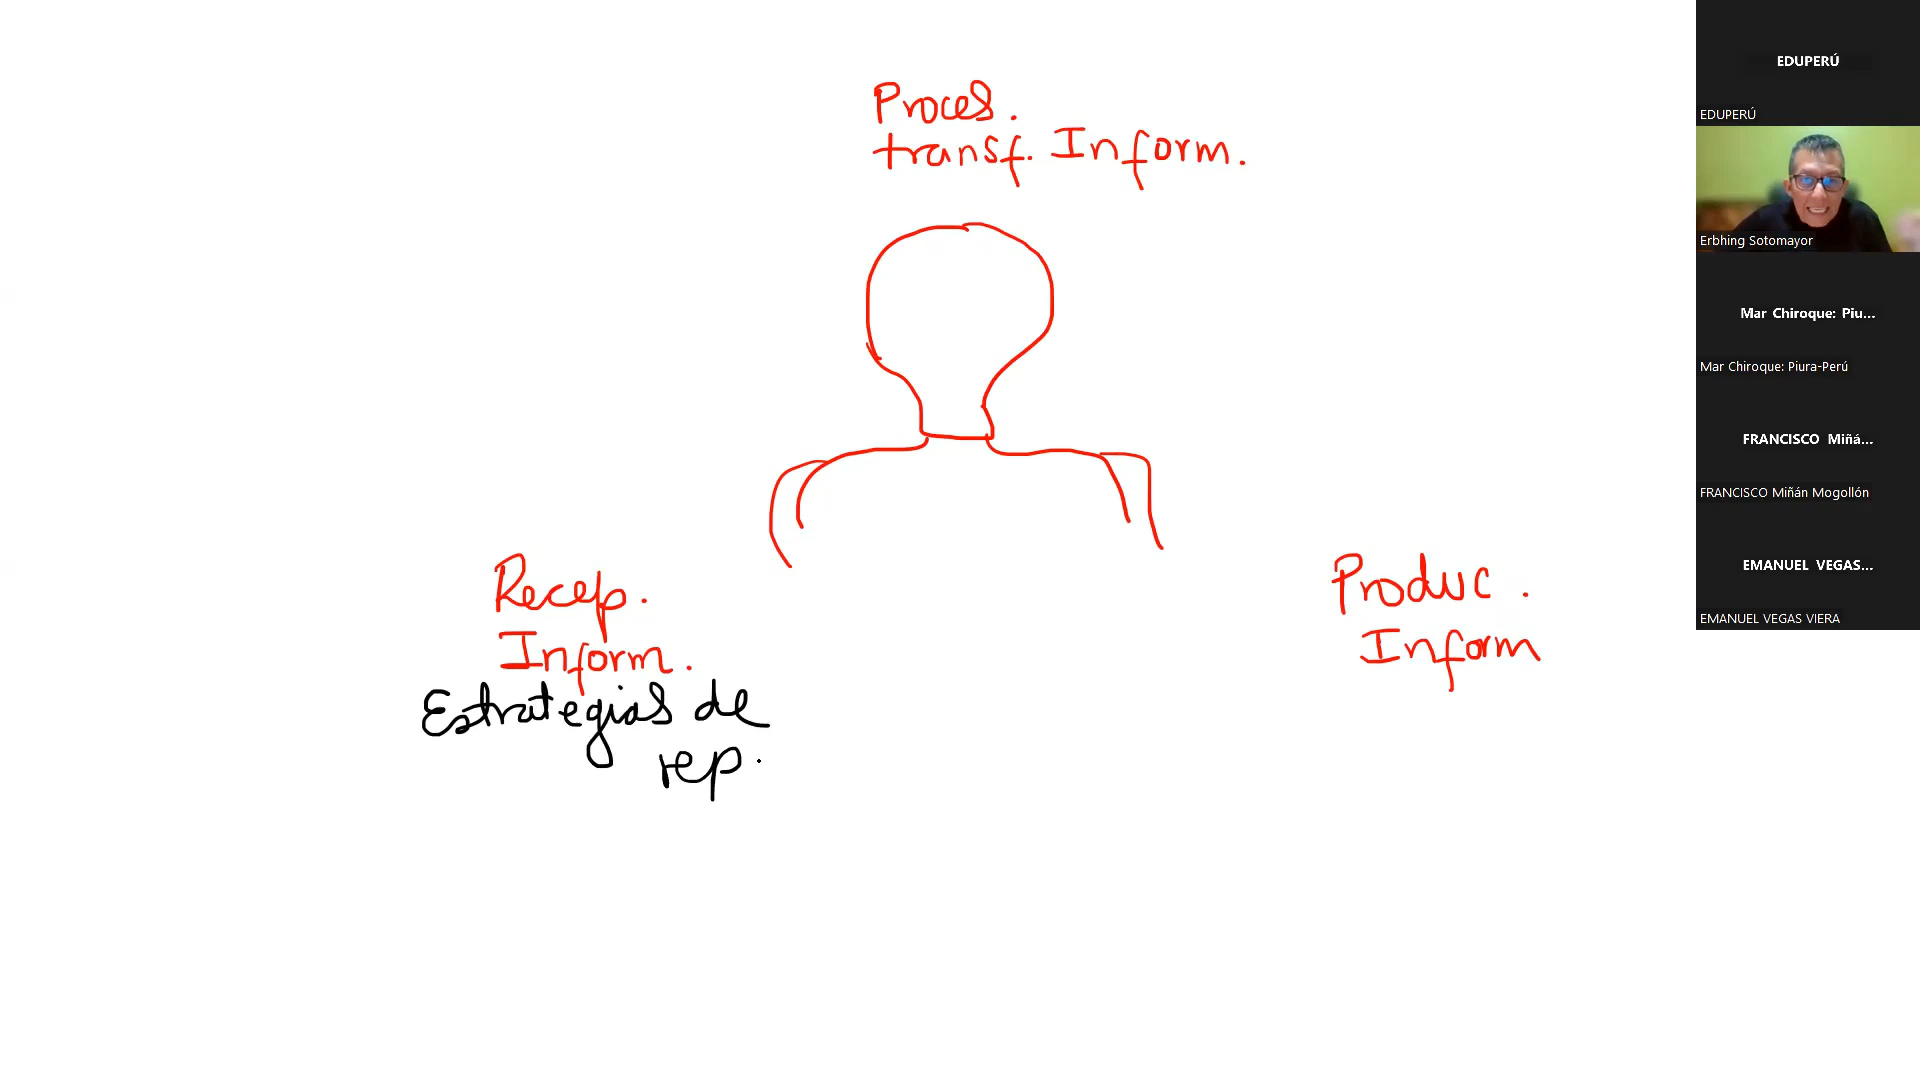 Proces.
transf. Inform.
Recep.
Inform.
Estrategias de
rep.
Produc.
Inform
EDUPERÚ
EDUPERÚ
Erbhing Sotomayor
Mar Chiroque: Piu...
Mar Chiroque: Piura-Perú
FRANCISCO Miñá...
FRANCISCO Miñán Mogollón
EMANUEL VEGAS...
EMANUEL VEGAS VIERA